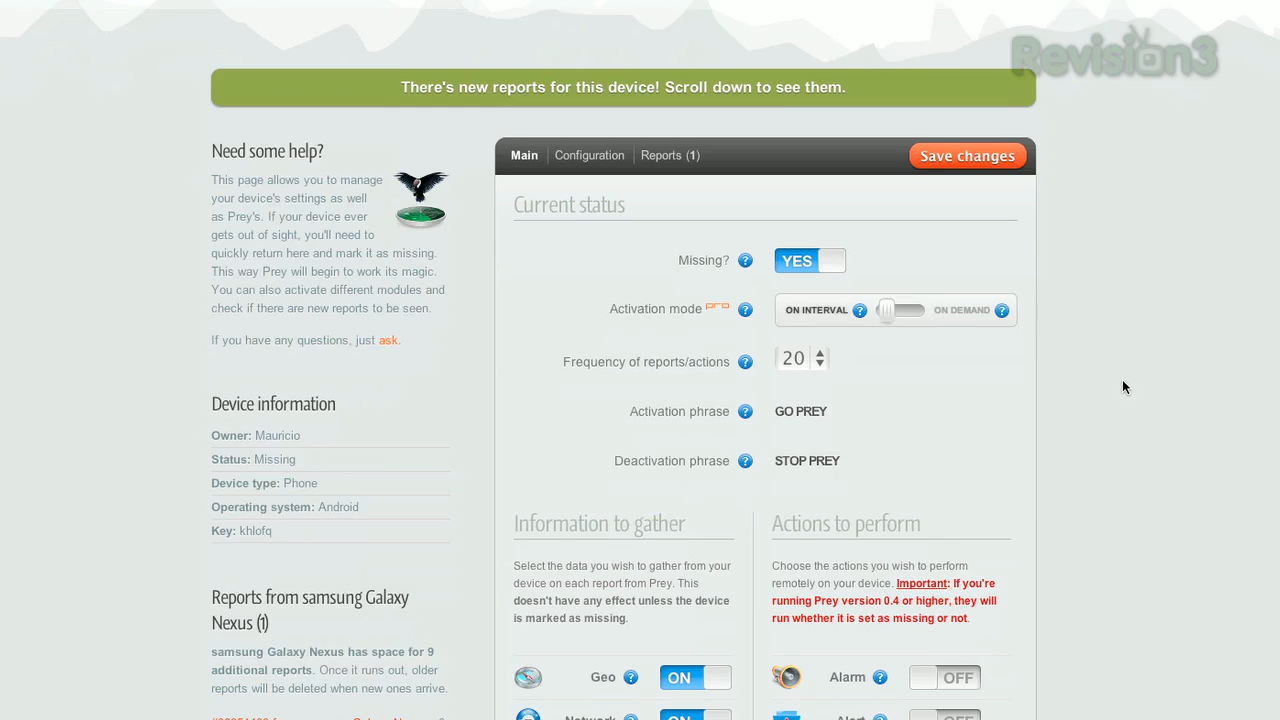 Revision3
There's new reports for this device! Scroll down to see them.
Need some help?
This page allows you to manage
your device's settings as well
as Prey's. If your device ever
gets out of sight, you'll need to
quickly return here and mark it as missing.
This way Prey will begin to work its magic.
You can also activate different modules and
check if there are new reports to be seen.
If you have any questions, just ask.
Device information
Owner: Mauricio
Status: Missing
Device type: Phone
Operating system: Android
Key: khlofq
Reports from samsung Galaxy
Nexus (1)
samsung Galaxy Nexus has space for 9
additional reports. Once it runs out, older
reports will be deleted when new ones arrive.
Main Configuration Reports (1) Save changes
Current status
Missing? ? YES
Activation mode pro ? ON INTERVAL ? ON DEMAND ?
Frequency of reports/actions ? 20
Activation phrase ? GO PREY
Deactivation phrase ? STOP PREY
Information to gather
Select the data you wish to gather from your
device on each report from Prey. This
doesn't have any effect unless the device
is marked as missing.
Geo ? ON
Network ? ON
Actions to perform
Choose the actions you wish to perform
remotely on your device. Important: If you're
running Prey version 0.4 or higher, they will
run whether it is set as missing or not.
Alarm ? OFF
Alert ? OFF